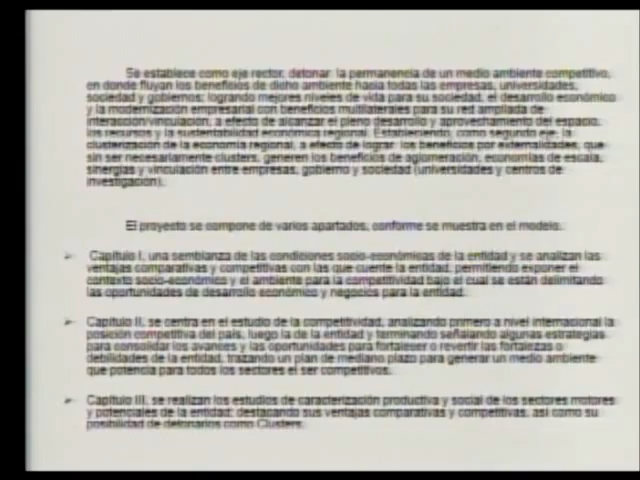 Se establece como eje rector, detonar: la permanencia de un medio ambiente competitivo,
en donde fluyan los beneficios de dicho ambiente hacia todas las empresas, universidades,
sociedad y gobiernos; logrando mejores niveles de vida para su sociedad, el desarrollo económico
y la modernización empresarial con beneficios multilaterales para su red ampliada de
interacción/vinculación, a efecto de alcanzar el pleno desarrollo y aprovechamiento del espacio,
los recursos y la sustentabilidad económica regional. Estableciendo, como segundo eje: la
clusterización de la economía regional, a efecto de lograr: los beneficios por externalidades, que
sin ser necesariamente clusters, generen los beneficios de aglomeración, economías de escala,
sinergias y vinculación entre empresas, gobierno y sociedad (universidades y centros de
investigación).
El proyecto se compone de varios apartados, conforme se muestra en el modelo.
➢ Capítulo I, una semblanza de las condiciones socio-económicas de la entidad y se analizan las
ventajas comparativas y competitivas con las que cuente la entidad, permitiendo exponer el
contexto socio-económico y el ambiente para la competitividad bajo el cual se están delimitando
las oportunidades de desarrollo económico y negocios para la entidad.
➢ Capítulo II, se centra en el estudio de la competitividad, analizando primero a nivel internacional la
posición competitiva del país, luego la de la entidad y terminando señalando algunas estrategias
para consolidar los avances y las oportunidades para fortalecer o revertir las fortalezas o
debilidades de la entidad, trazando un plan de mediano plazo para generar un medio ambiente
que potencia para todos los sectores el ser competitivos.
➢ Capítulo III, se realizan los estudios de caracterización productiva y social de los sectores motores
y potenciales de la entidad; destacando sus ventajas comparativas y competitivas, así como su
posibilidad de detonarlos como Clusters.